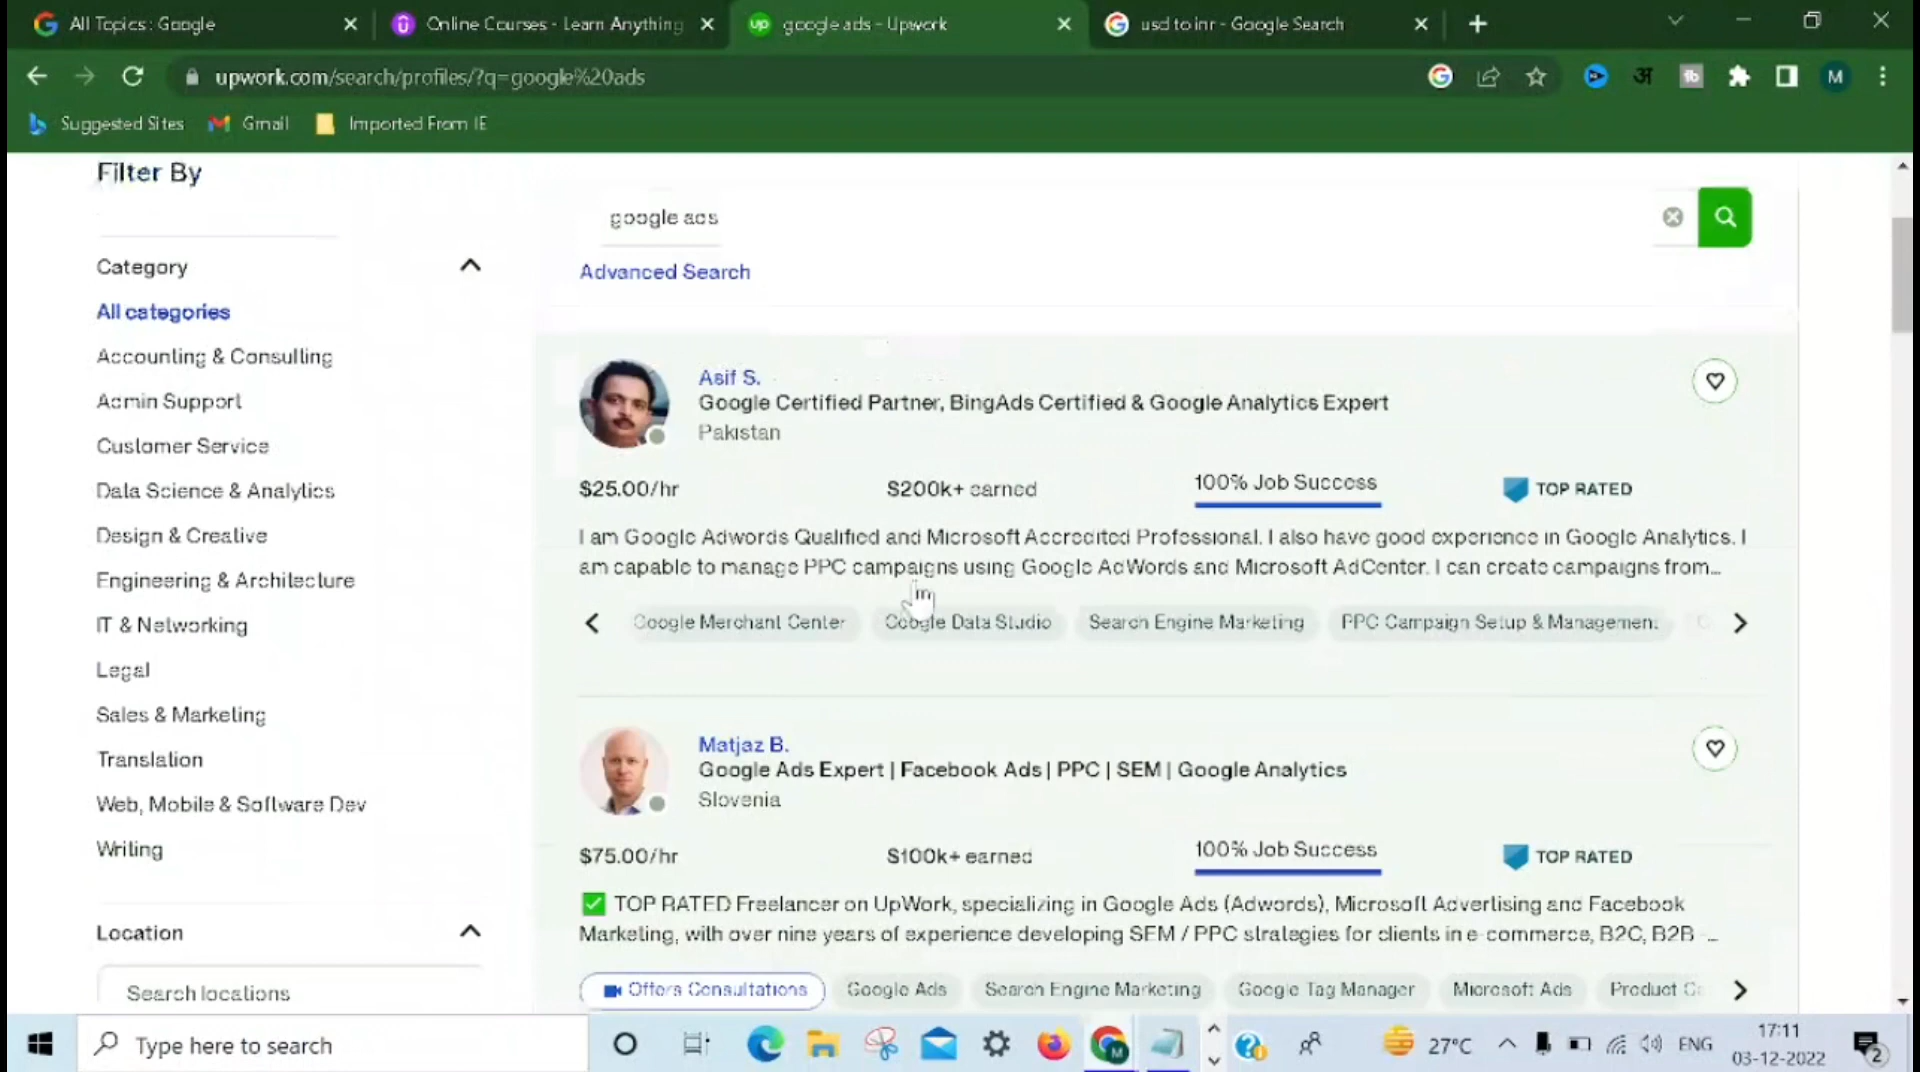 All Topics : Google
Online Courses - Learn Anything
google ads - Upwork
usd to inr - Google Search
upwork.com/search/profiles/?q=google%20ads
M
Suggested Sites
Gmail
Imported From IE
Filter By
google ads
Advanced Search
Category
All categories
Accounting & Consulting
Admin Support
Customer Service
Data Science & Analytics
Design & Creative
Engineering & Architecture
IT & Networking
Legal
Sales & Marketing
Translation
Web, Mobile & Software Dev
Writing
Location
Search locations
Asif S.
Google Certified Partner, BingAds Certified & Google Analytics Expert
Pakistan
$25.00/hr $200k+ earned 100% Job Success TOP RATED
I am Google Adwords Qualified and Microsoft Accredited Professional. I also have good experience in Google Analytics. I
am capable to manage PPC campaigns using Google AdWords and Microsoft AdCenter. I can create campaigns from...
Google Merchant Center Google Data Studio Search Engine Marketing PPC Campaign Setup & Management
Matjaz B.
Google Ads Expert | Facebook Ads | PPC | SEM | Google Analytics
Slovenia
$75.00/hr $100k+ earned 100% Job Success TOP RATED
TOP RATED Freelancer on UpWork, specializing in Google Ads (Adwords), Microsoft Advertising and Facebook
Marketing, with over nine years of experience developing SEM / PPC strategies for clients in e-commerce, B2C, B2B -...
Offers Consultations Google Ads Search Engine Marketing Google Tag Manager Microsoft Ads Product
Type here to search
27°C
ENG
17:11
03-12-2022
2